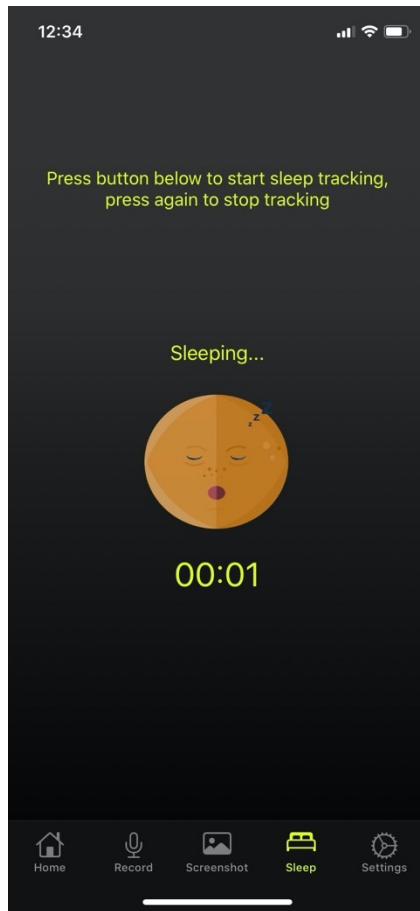 12:34
Press button below to start sleep tracking,
press again to stop tracking
Sleeping...
z z Z
00:01
Home Record Screenshot Sleep Settings